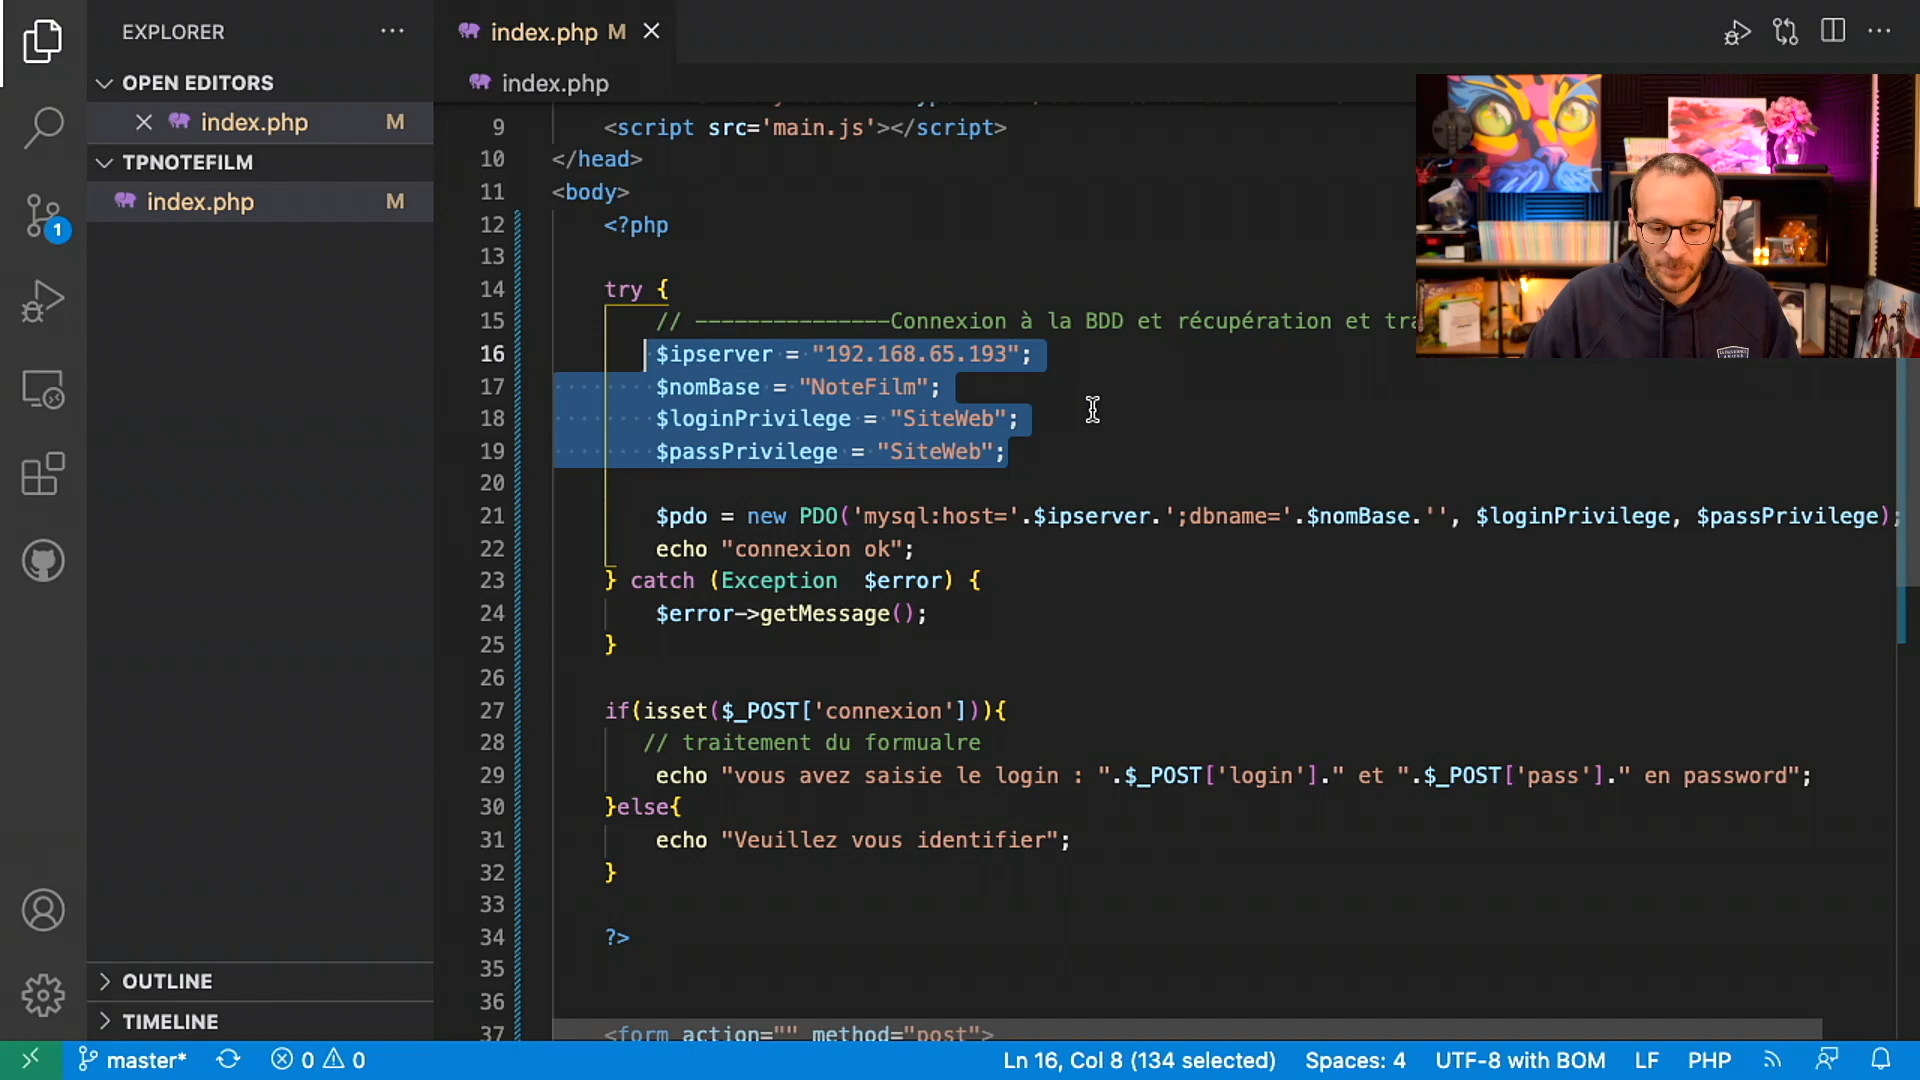 EXPLORER
OPEN EDITORS
index.php M
TPNOTEFILM
index.php M
OUTLINE
TIMELINE
1
index.php M
index.php
9 <script src='main.js'></script>
10 </head>
11 <body>
12 <?php
13
14 try {
15 // ---------------Connexion à la BDD et récupération et tra
16 $ipserver = "192.168.65.193";
17 $nomBase = "NoteFilm";
18 $loginPrivilege = "SiteWeb";
19 $passPrivilege = "SiteWeb";
20
21 $pdo = new PDO('mysql:host='.$ipserver.';dbname='.$nomBase.'', $loginPrivilege, $passPrivilege);
22 echo "connexion ok";
23 } catch (Exception $error) {
24 $error->getMessage();
25 }
26
27 if(isset($_POST['connexion'])){
28 // traitement du formualre
29 echo "vous avez saisie le login : ".$_POST['login']." et ".$_POST['pass']." en password";
30 }else{
31 echo "Veuillez vous identifier";
32 }
33
34 ?>
35
36
37 <form action="" method="post">
master* 0 0 Ln 16, Col 8 (134 selected) Spaces: 4 UTF-8 with BOM LF PHP